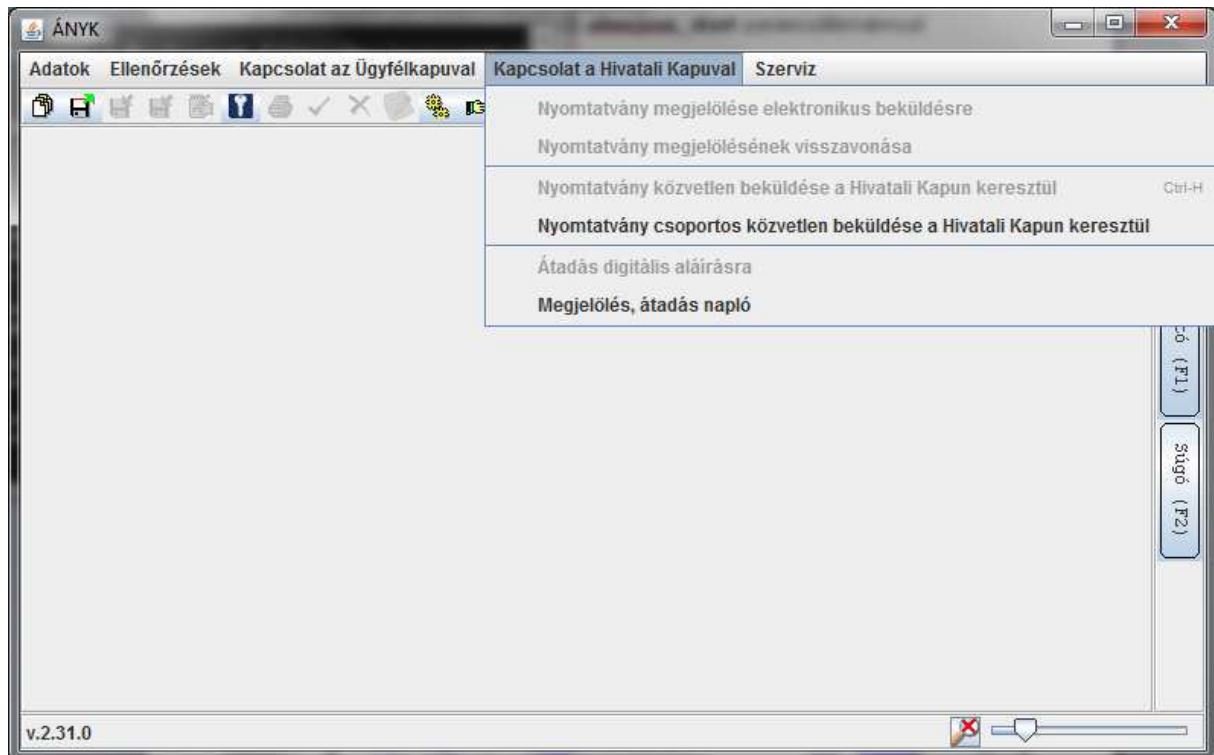 ÁNYK
Adatok Ellenőrzések Kapcsolat az Ügyfélkapuval Kapcsolat a Hivatali Kapuval Szerviz
Nyomtatvány megjelölése elektronikus beküldésre
Nyomtatvány megjelölésének visszavonása
Nyomtatvány közvetlen beküldése a Hivatali Kapun keresztül Ctrl-H
Nyomtatvány csoportos közvetlen beküldése a Hivatali Kapun keresztül
Átadás digitális aláírásra
Megjelölés, átadás napló
(F1)
Súgó (F2)
v.2.31.0